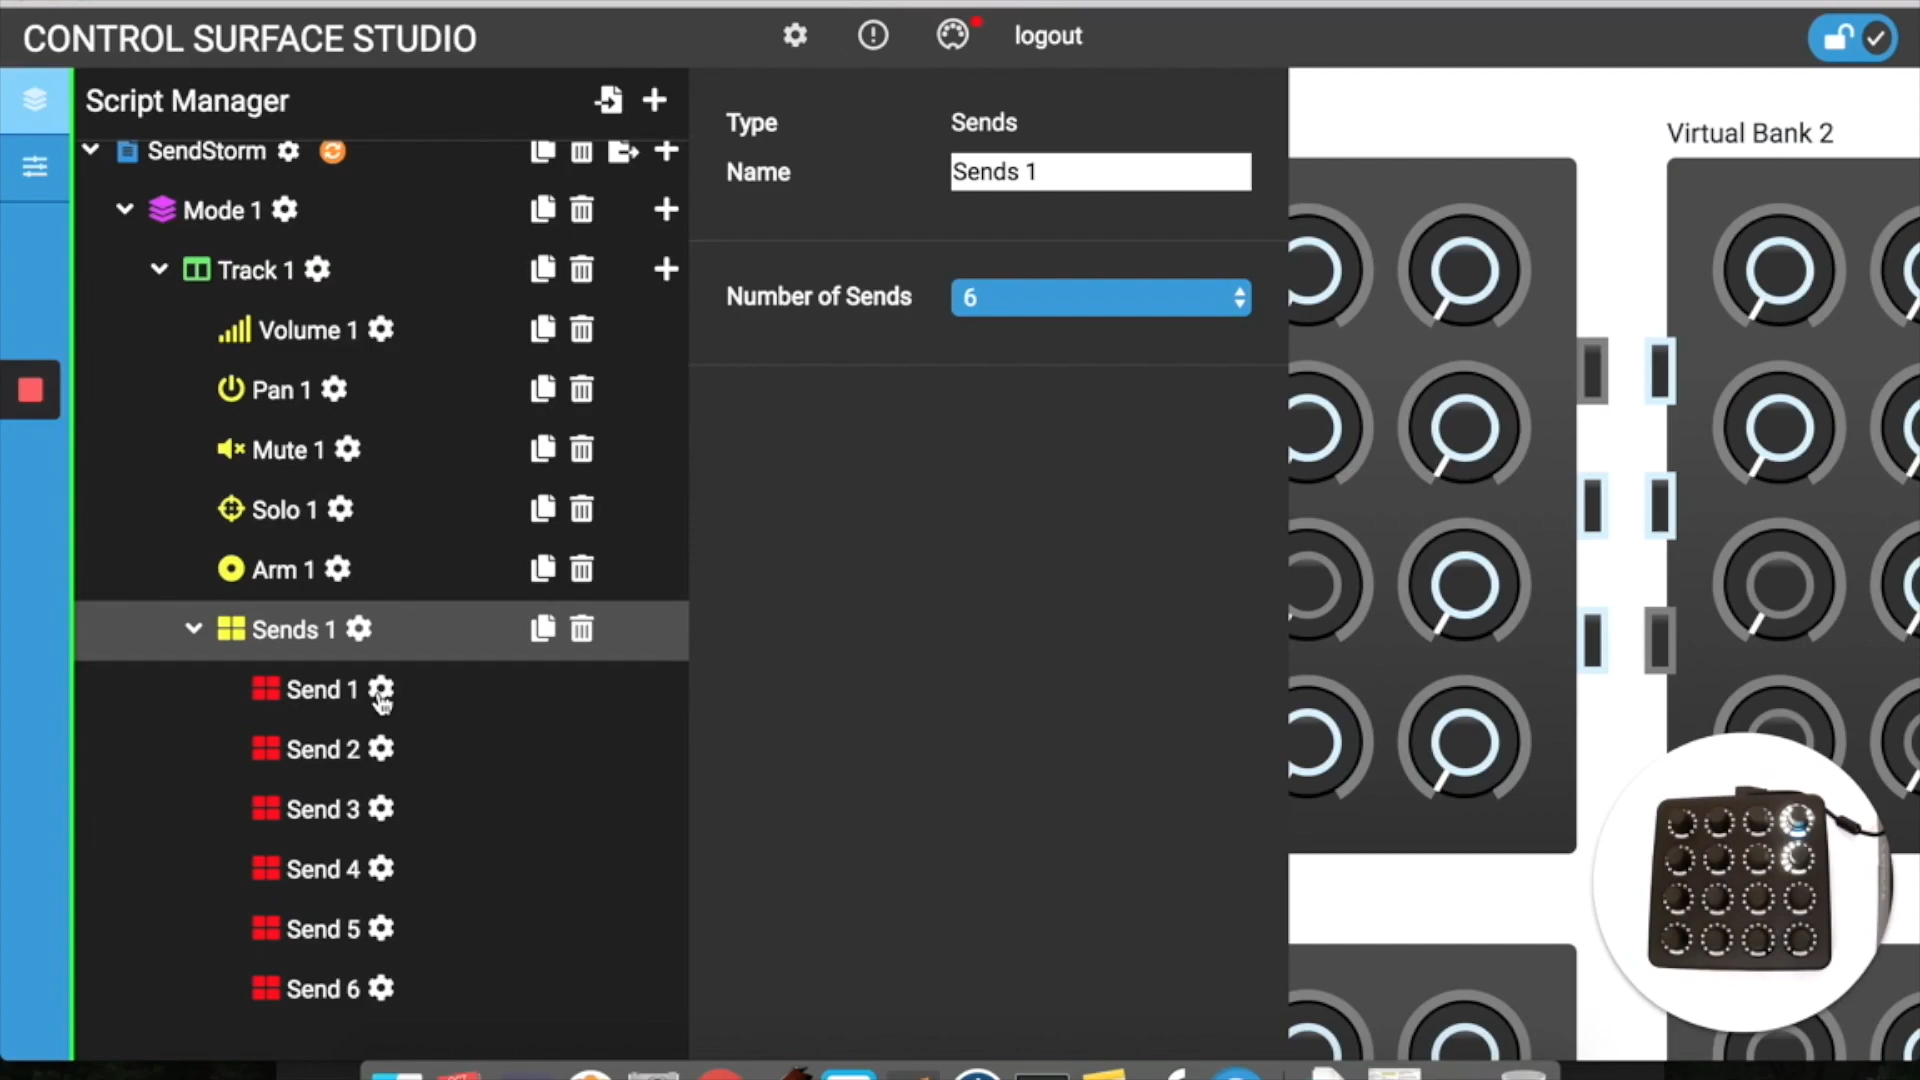 CONTROL SURFACE STUDIO
logout
Script Manager
SendStorm
Mode 1
Track 1
Volume 1
Pan 1
Mute 1
Solo 1
Arm 1
Sends 1
Send 1
Send 2
Send 3
Send 4
Send 5
Send 6
Type Sends
Name Sends 1
Number of Sends 6
Virtual Bank 2